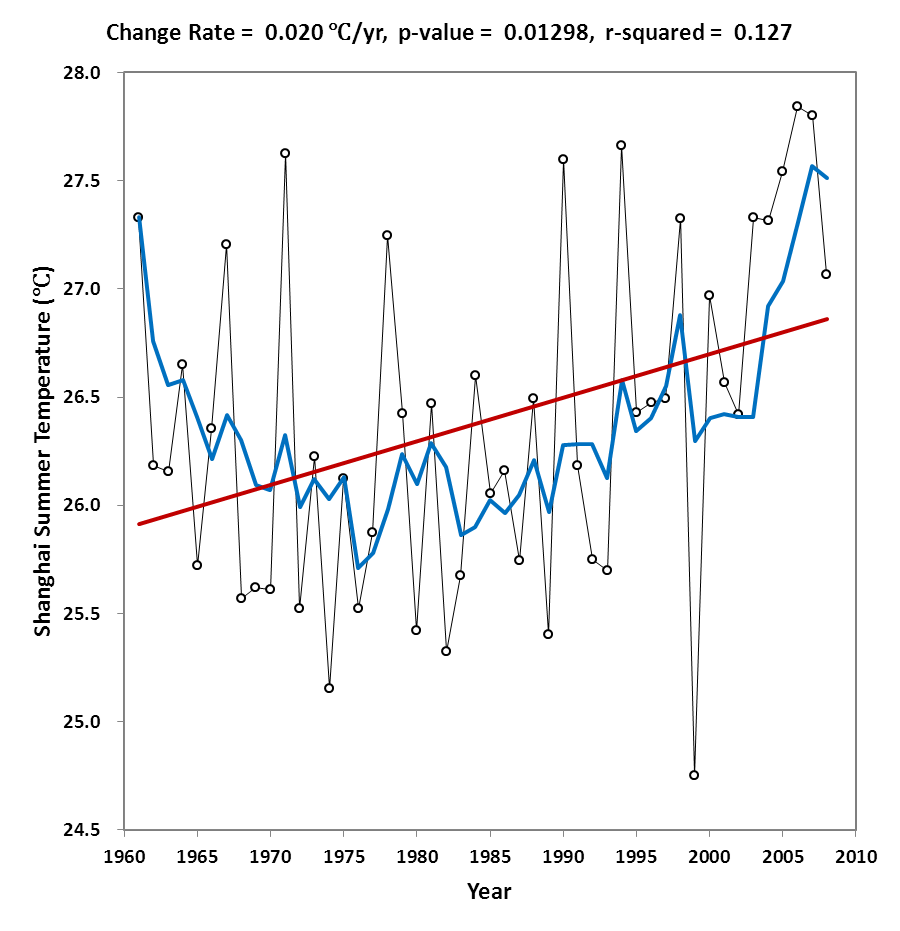 Change Rate = 0.020 ℃/yr, p-value = 0.01298, r-squared = 0.127
28.0
27.5
27.0
26.5
26.0
25.5
25.0
24.5
Shanghai Summer Temperature (℃)
1960 1965 1970 1975 1980 1985 1990 1995 2000 2005 2010
Year